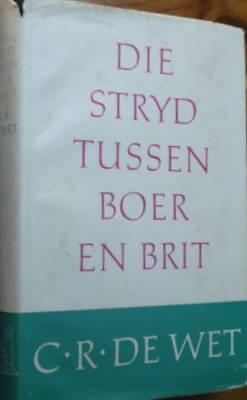 DIE
STRYD
TUSSEN
BOER
EN BRIT
C·R·DE WET